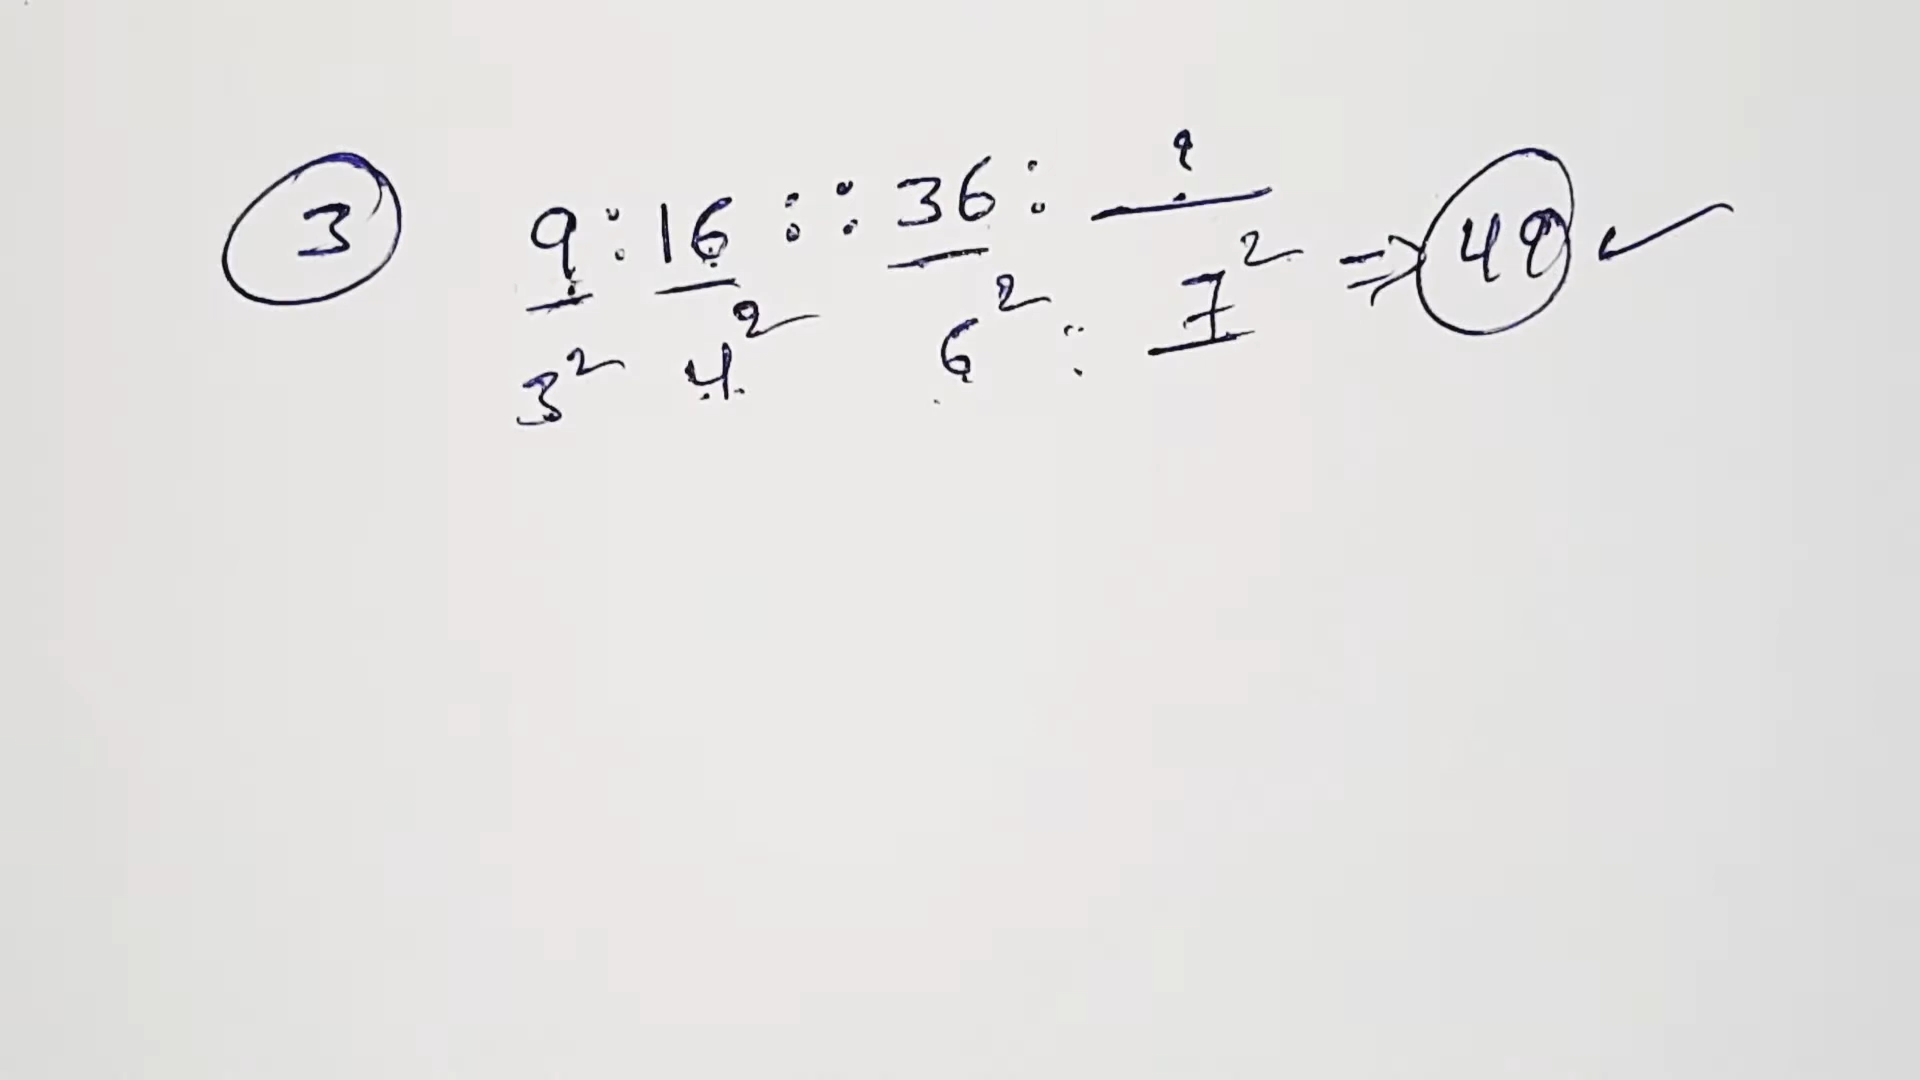 3 9 : 16 : : 36 : ?
3² 4² 6² : 7² ⇒ 49 ✓